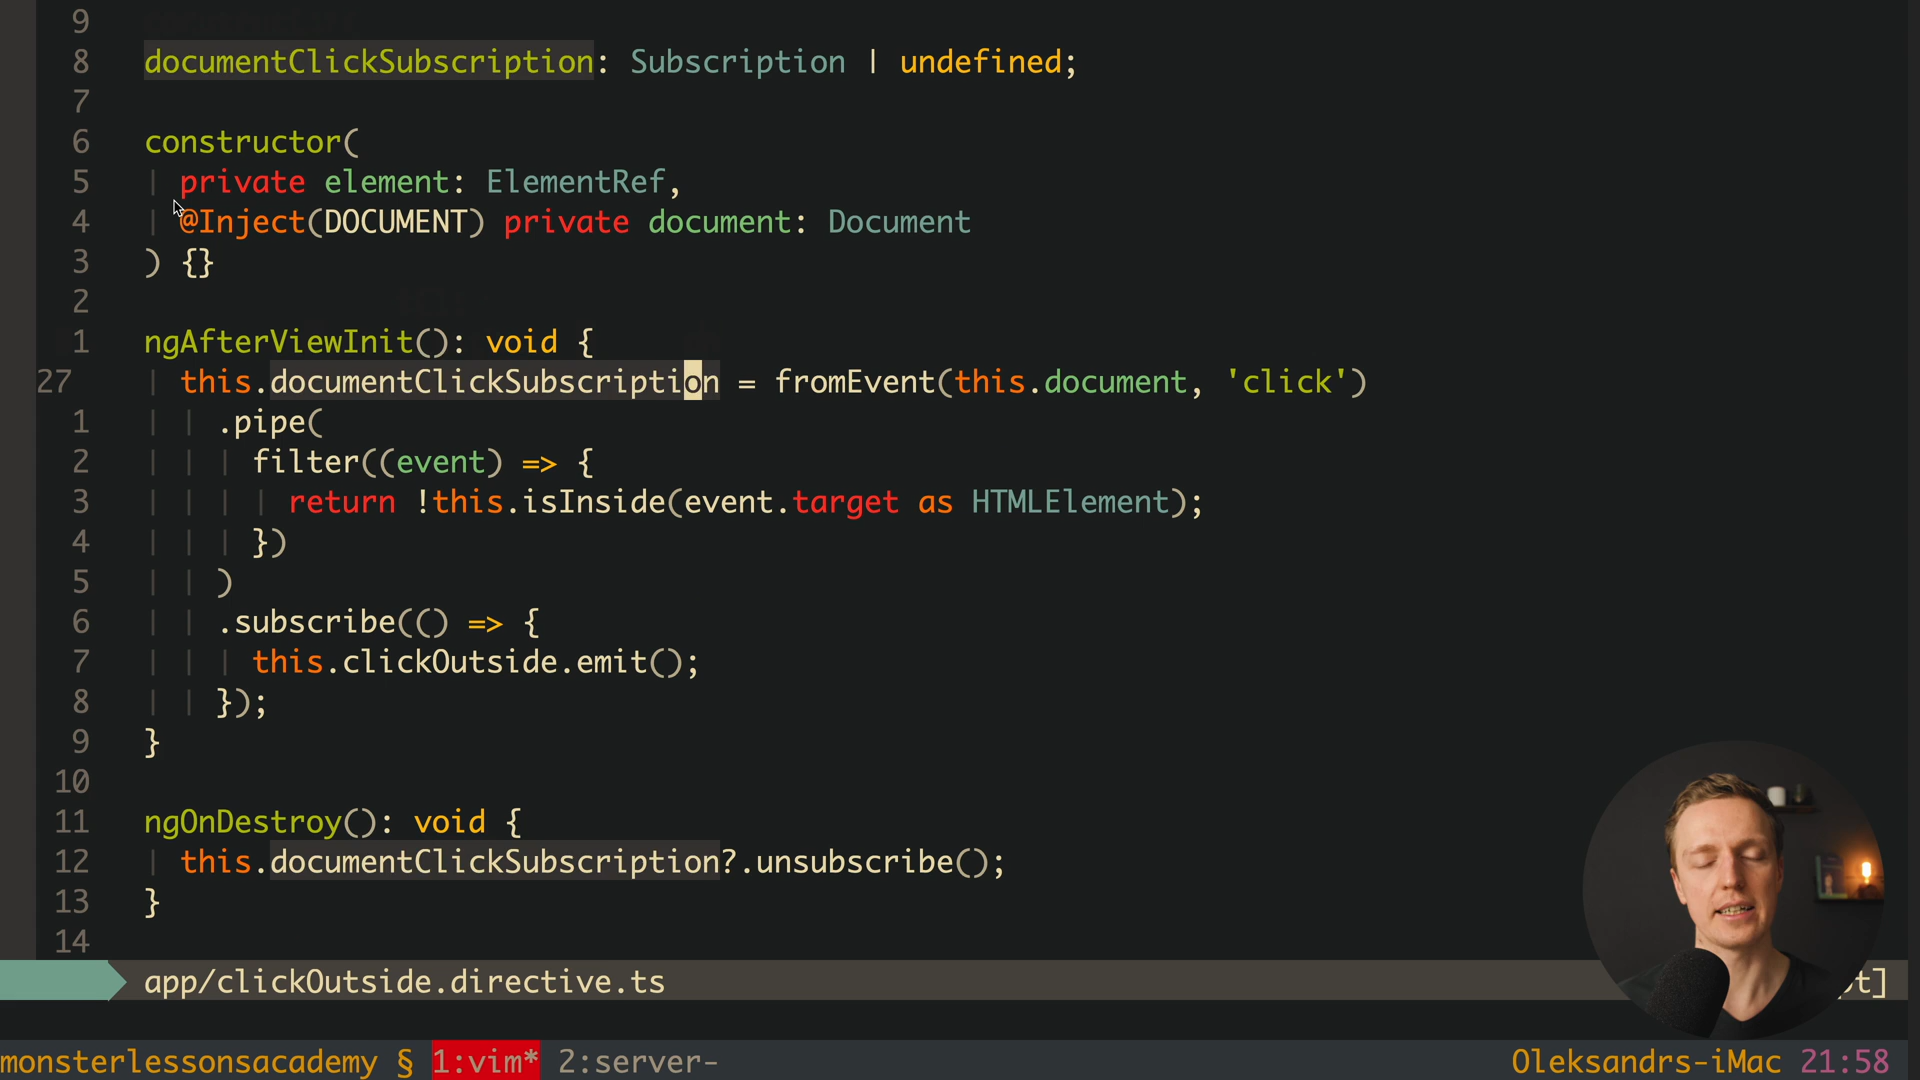 9
8 documentClickSubscription: Subscription | undefined;
7
6 constructor(
5 private element: ElementRef,
4 @Inject(DOCUMENT) private document: Document
3 ) {}
2
1 ngAfterViewInit(): void {
27 this.documentClickSubscription = fromEvent(this.document, 'click')
1 .pipe(
2 filter((event) => {
3 return !this.isInside(event.target as HTMLElement);
4 })
5 )
6 .subscribe(() => {
7 this.clickOutside.emit();
8 });
9 }
10
11 ngOnDestroy(): void {
12 this.documentClickSubscription?.unsubscribe();
13 }
14
app/clickOutside.directive.ts
monsterlessonsacademy § 1:vim* 2:server- Oleksandrs-iMac 21:58